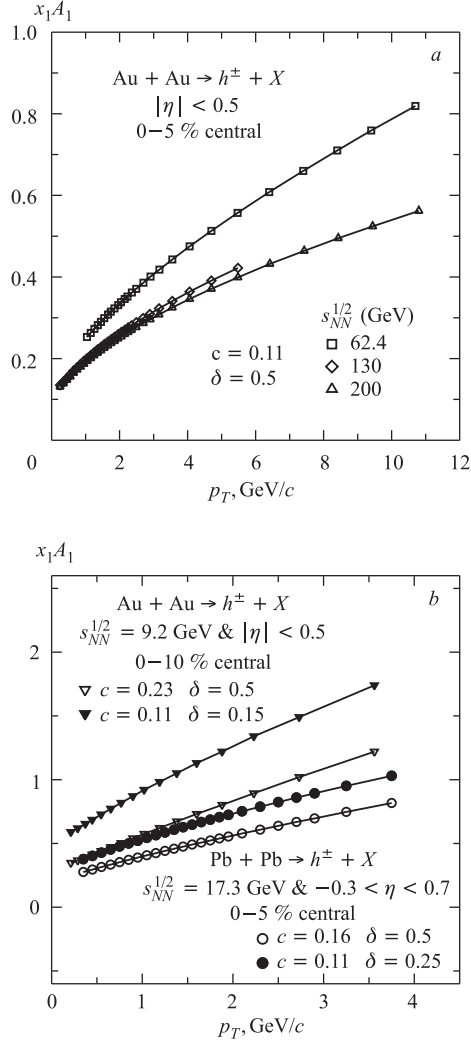 x₁A₁
1.0
a
Au + Au → h± + X
|η| < 0.5
0−5 % central
0.8
0.6
0.4
s_NN^1/2 (GeV)
c = 0.11
□ 62.4
δ = 0.5
◇ 130
△ 200
0.2
0
2
4
6
8
10
12
p_T, GeV/c
x₁A₁
b
Au + Au → h± + X
s_NN^1/2 = 9.2 GeV & |η| < 0.5
0−10 % central
▽ c = 0.23 δ = 0.5
▼ c = 0.11 δ = 0.15
2
1
Pb + Pb → h± + X
s_NN^1/2 = 17.3 GeV & −0.3 < η < 0.7
0−5 % central
0
○ c = 0.16 δ = 0.5
● c = 0.11 δ = 0.25
0
1
2
3
4
p_T, GeV/c